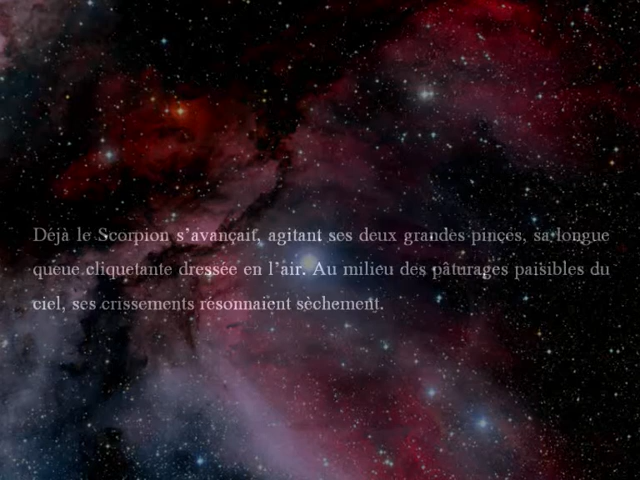 Déjà le Scorpion s’avançait, agitant ses deux grandes pinces, sa longue
queue cliquetante dressée en l’air. Au milieu des pâturages paisibles du
ciel, ses crissements résonnaient sèchement.